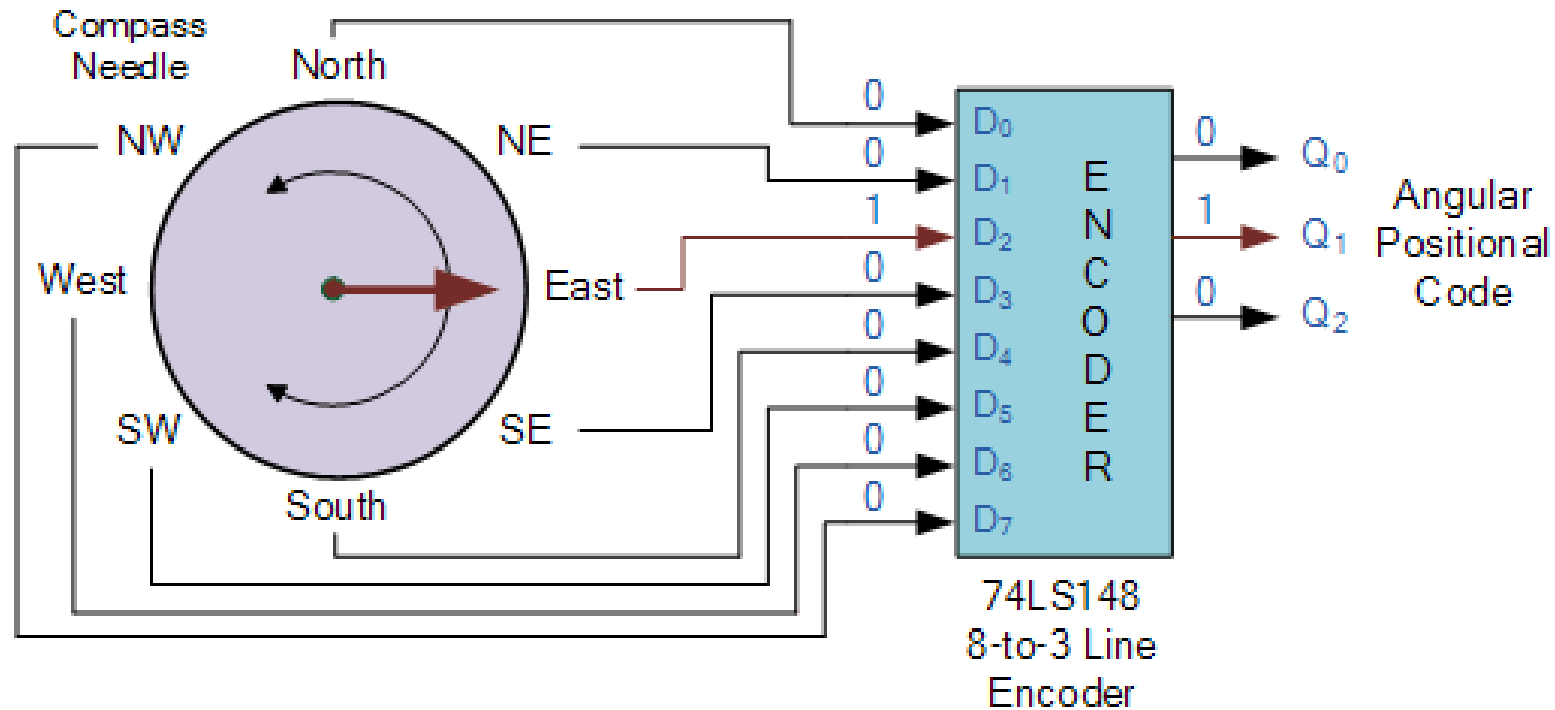 Compass
Needle
North
NW
NE
West
East
SW
SE
South
0
0
1
0
0
0
0
0
D0
D1
D2
D3
D4
D5
D6
D7
E
N
C
O
D
E
R
0
1
0
Q0
Q1
Q2
Angular
Positional
Code
74LS148
8-to-3 Line
Encoder